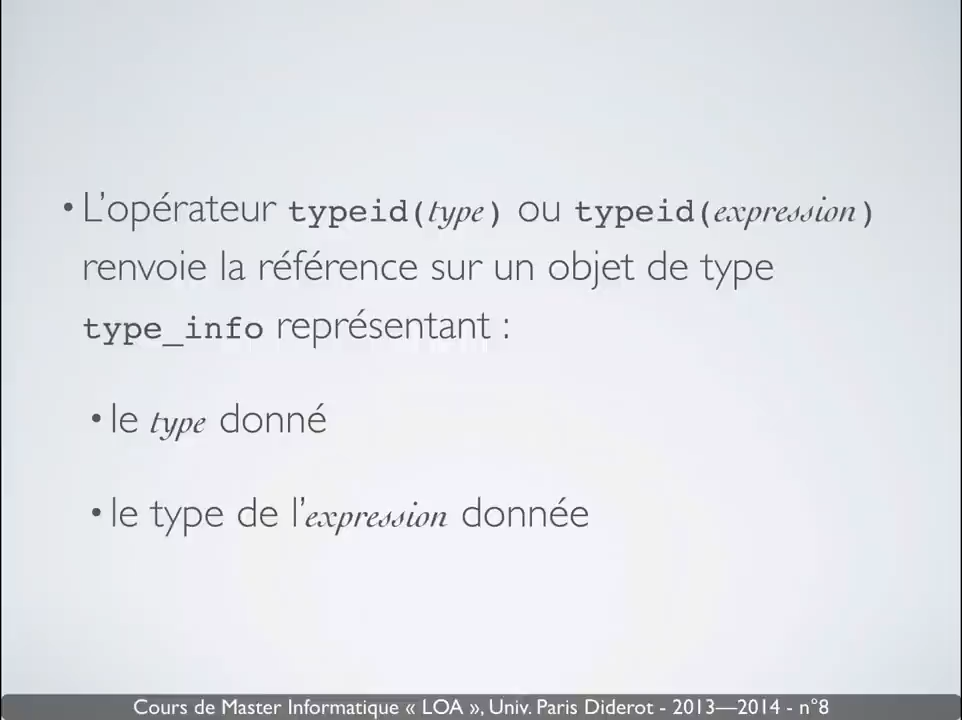 • L'opérateur typeid(type) ou typeid(expression)
renvoie la référence sur un objet de type
type_info représentant :
• le type donné
• le type de l'expression donnée
Cours de Master Informatique « LOA », Univ. Paris Diderot - 2013—2014 - n°8